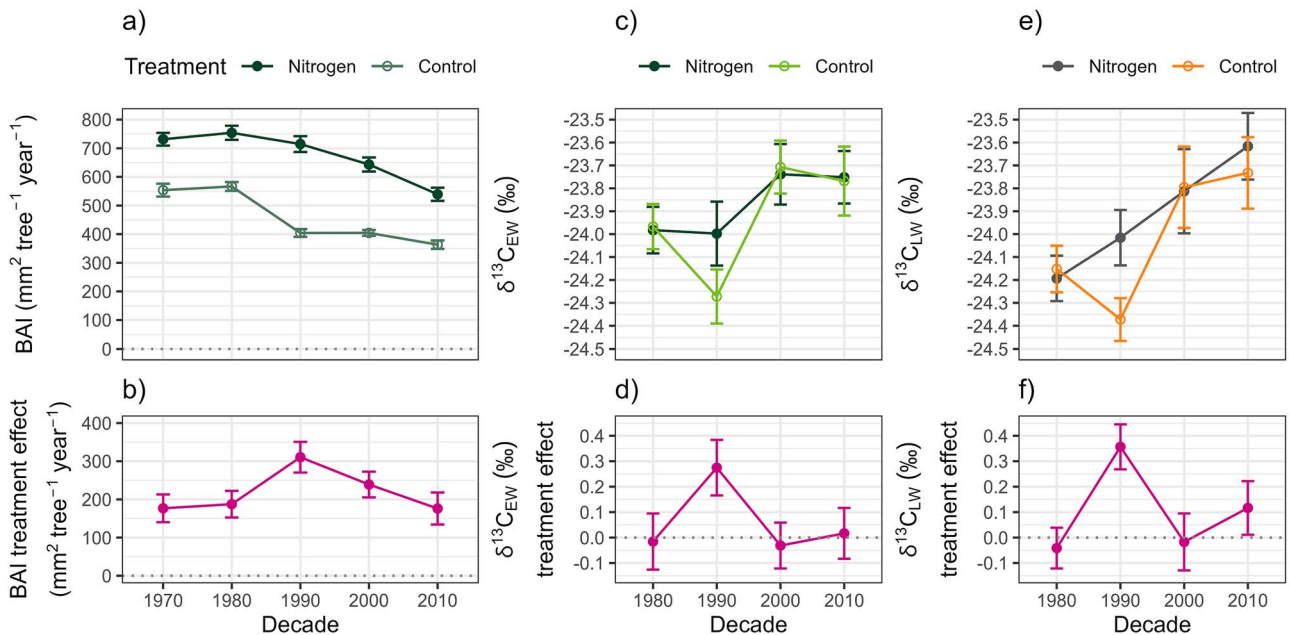 a)
Treatment Nitrogen Control
BAI (mm² tree⁻¹ year⁻¹)
800
700
600
500
400
300
200
100
0
b)
BAI treatment effect
(mm² tree⁻¹ year⁻¹)
400
300
200
100
0
1970 1980 1990 2000 2010
Decade
c)
Nitrogen Control
δ¹³C_EW (‰)
-23.5
-23.6
-23.7
-23.8
-23.9
-24.0
-24.1
-24.2
-24.3
-24.4
-24.5
d)
δ¹³C_EW (‰)
treatment effect
0.4
0.3
0.2
0.1
0.0
-0.1
1980 1990 2000 2010
Decade
e)
Nitrogen Control
δ¹³C_LW (‰)
-23.5
-23.6
-23.7
-23.8
-23.9
-24.0
-24.1
-24.2
-24.3
-24.4
-24.5
f)
δ¹³C_LW (‰)
treatment effect
0.4
0.3
0.2
0.1
0.0
-0.1
1980 1990 2000 2010
Decade